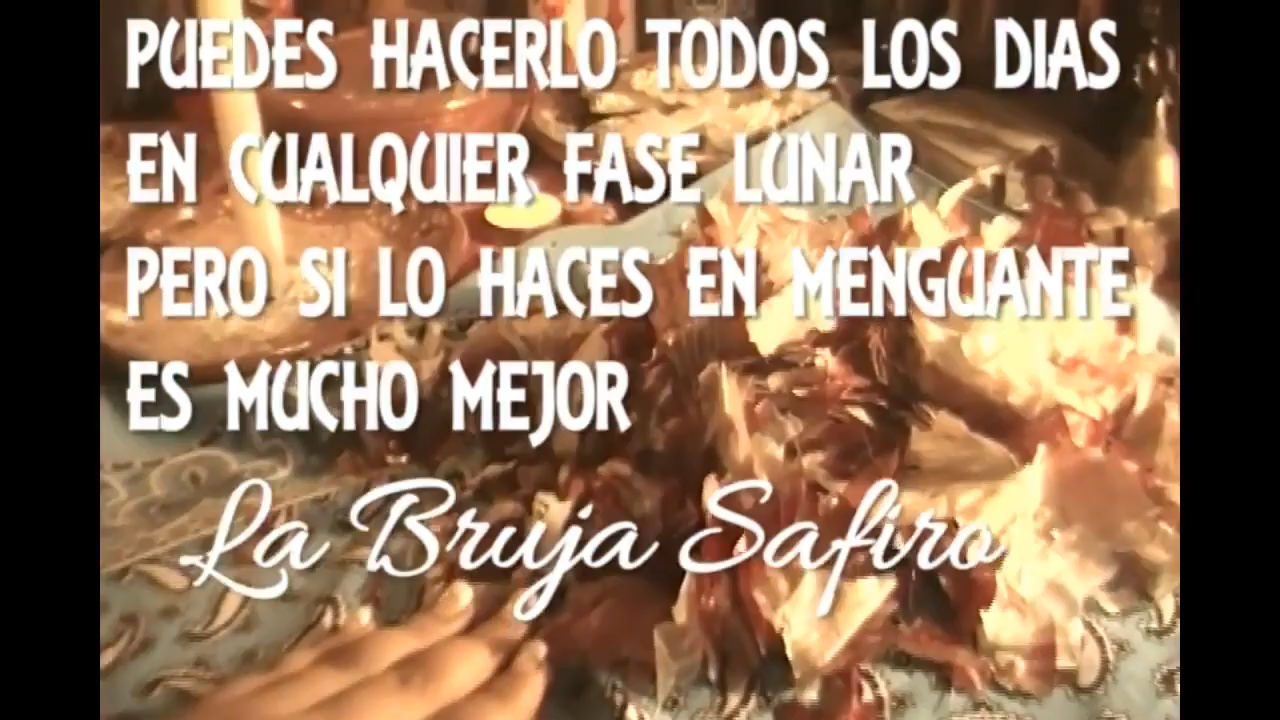 PUEDES HACERLO TODOS LOS DIAS
EN CUALQUIER FASE LUNAR
PERO SI LO HACES EN MENGUANTE
ES MUCHO MEJOR
La Bruja Safiro